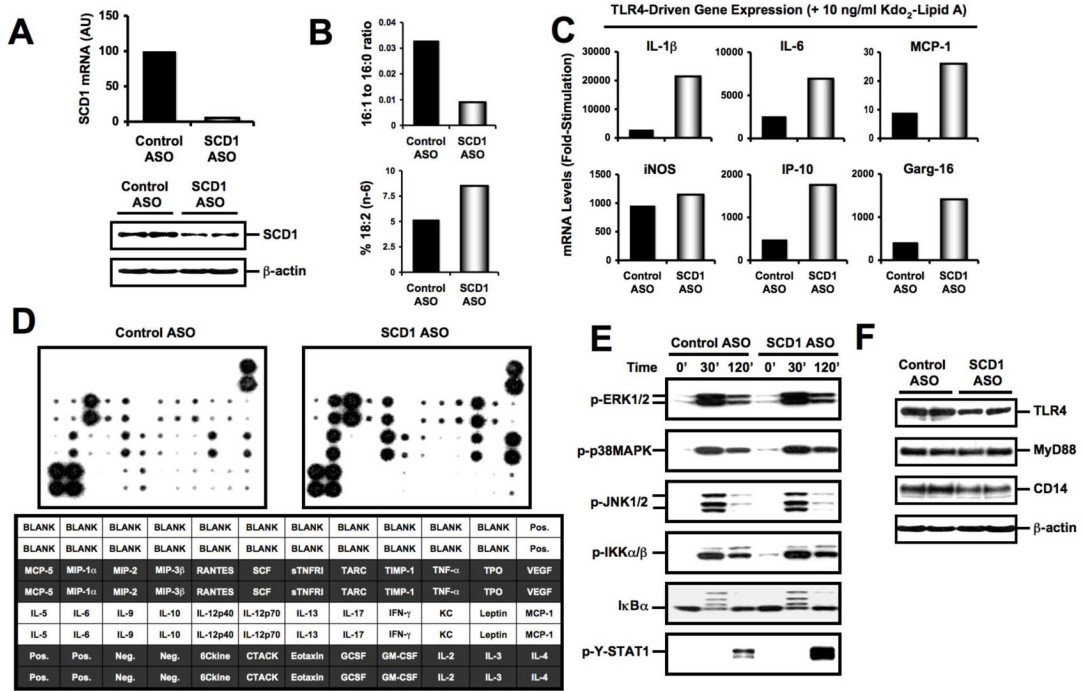 A
SCD1 mRNA (AU)
150
100
50
0
Control ASO
SCD1 ASO
Control ASO
SCD1 ASO
SCD1
β-actin
B
16:1 to 16:0 ratio
0.04
0.03
0.02
0.01
0
Control ASO
SCD1 ASO
% 18:2 (n-6)
10
7.5
5
2.5
0
Control ASO
SCD1 ASO
TLR4-Driven Gene Expression (+ 10 ng/ml Kdo2-Lipid A)
C
mRNA Levels (Fold-Stimulation)
IL-1β
30000
20000
10000
0
IL-6
10000
5000
0
MCP-1
30
20
10
0
iNOS
1500
1000
500
0
Control ASO
SCD1 ASO
IP-10
2000
1000
0
Control ASO
SCD1 ASO
Garg-16
2000
1000
0
Control ASO
SCD1 ASO
D
Control ASO
SCD1 ASO
BLANK BLANK BLANK BLANK BLANK BLANK BLANK BLANK BLANK BLANK BLANK Pos.
BLANK BLANK BLANK BLANK BLANK BLANK BLANK BLANK BLANK BLANK BLANK Pos.
MCP-5 MIP-1α MIP-2 MIP-3β RANTES SCF sTNFRI TARC TIMP-1 TNF-α TPO VEGF
MCP-5 MIP-1α MIP-2 MIP-3β RANTES SCF sTNFRI TARC TIMP-1 TNF-α TPO VEGF
IL-5 IL-6 IL-9 IL-10 IL-12p40 IL-12p70 IL-13 IL-17 IFN-γ KC Leptin MCP-1
IL-5 IL-6 IL-9 IL-10 IL-12p40 IL-12p70 IL-13 IL-17 IFN-γ KC Leptin MCP-1
Pos. Pos. Neg. Neg. 6Ckine CTACK Eotaxin GCSF GM-CSF IL-2 IL-3 IL-4
Pos. Pos. Neg. Neg. 6Ckine CTACK Eotaxin GCSF GM-CSF IL-2 IL-3 IL-4
E
Control ASO SCD1 ASO
Time 0' 30' 120' 0' 30' 120'
p-ERK1/2
p-p38MAPK
p-JNK1/2
p-IKKα/β
IκBα
p-Y-STAT1
F
Control ASO
SCD1 ASO
TLR4
MyD88
CD14
β-actin